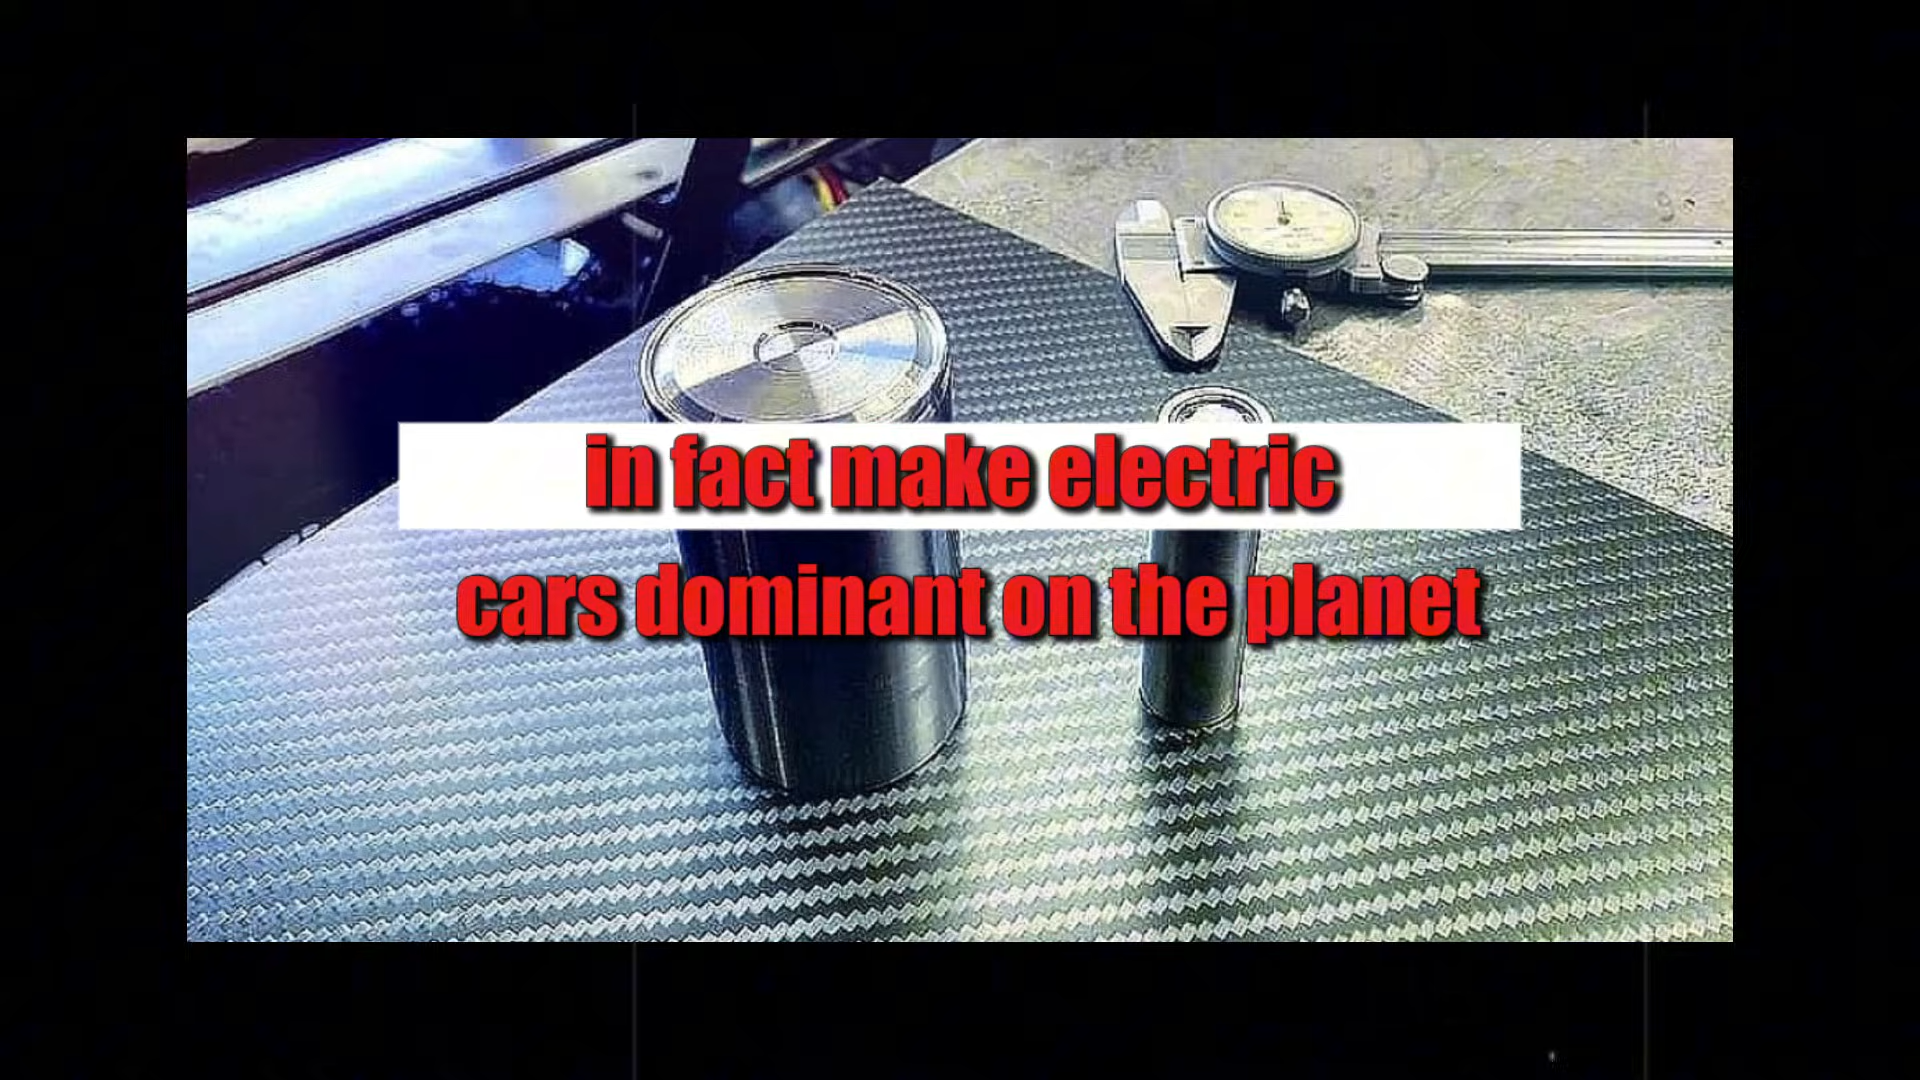 in fact make electric
cars dominant on the planet